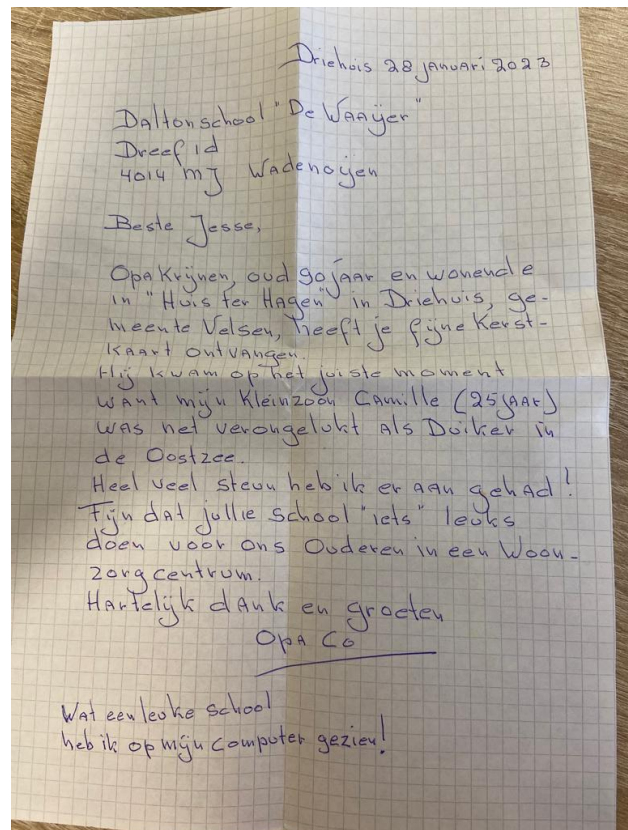 Driehuis 28 januari 2023
Daltonschool "De Waaijer"
Dreef 1d
4014 MJ Wadenoijen
Beste Jesse,
Opa Krijnen, oud 90 jaar en wonende
in "Huis ter Hagen" in Driehuis, ge-
meente Velsen, heeft je fijne Kerst-
kaart ontvangen.
Hij kwam op het juiste moment
want mijn Kleinzoon Camille (25 jaar)
was net verongelukt als Duiker in
de Oostzee.
Heel veel steun heb ik er aan gehad!
Fijn dat jullie school "iets" leuks
doen voor ons Ouderen in een Woon-
zorgcentrum.
Hartelijk dank en groeten
Opa Co
Wat een leuke school
heb ik op mijn computer gezien!